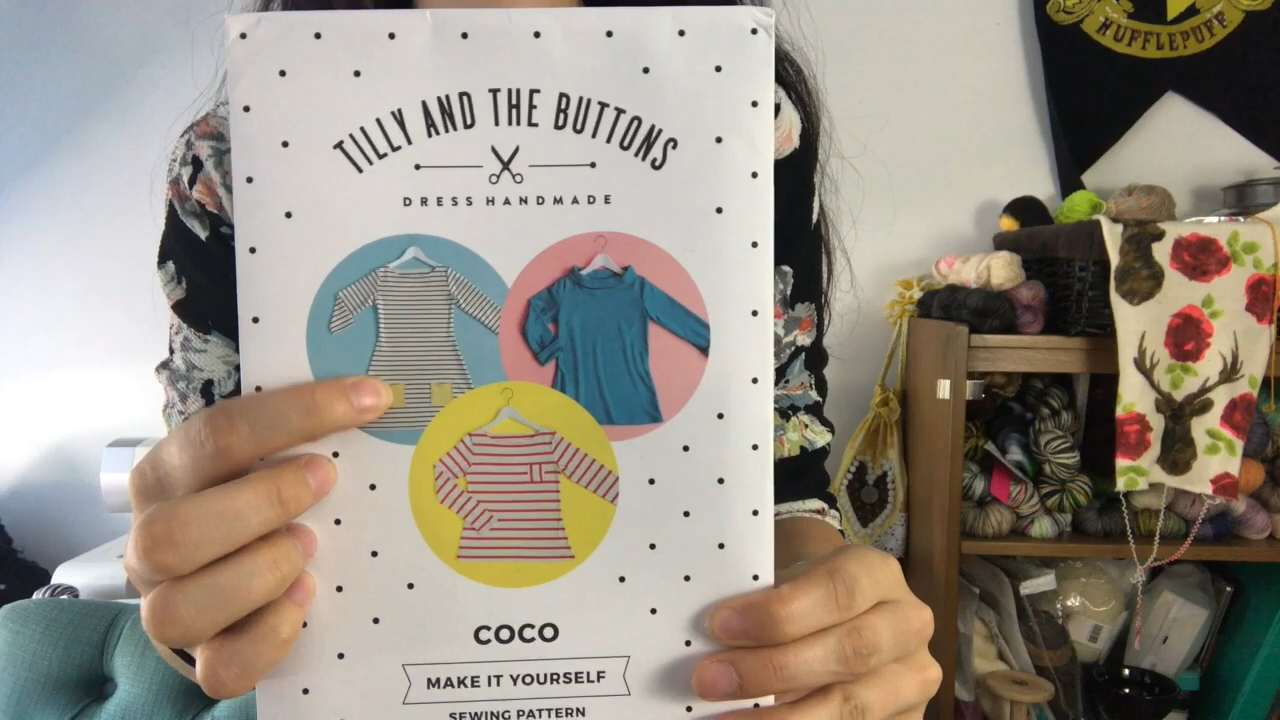 TILLY AND THE BUTTONS
DRESS HANDMADE
COCO
MAKE IT YOURSELF
SEWING PATTERN
HUFFLEPUFF